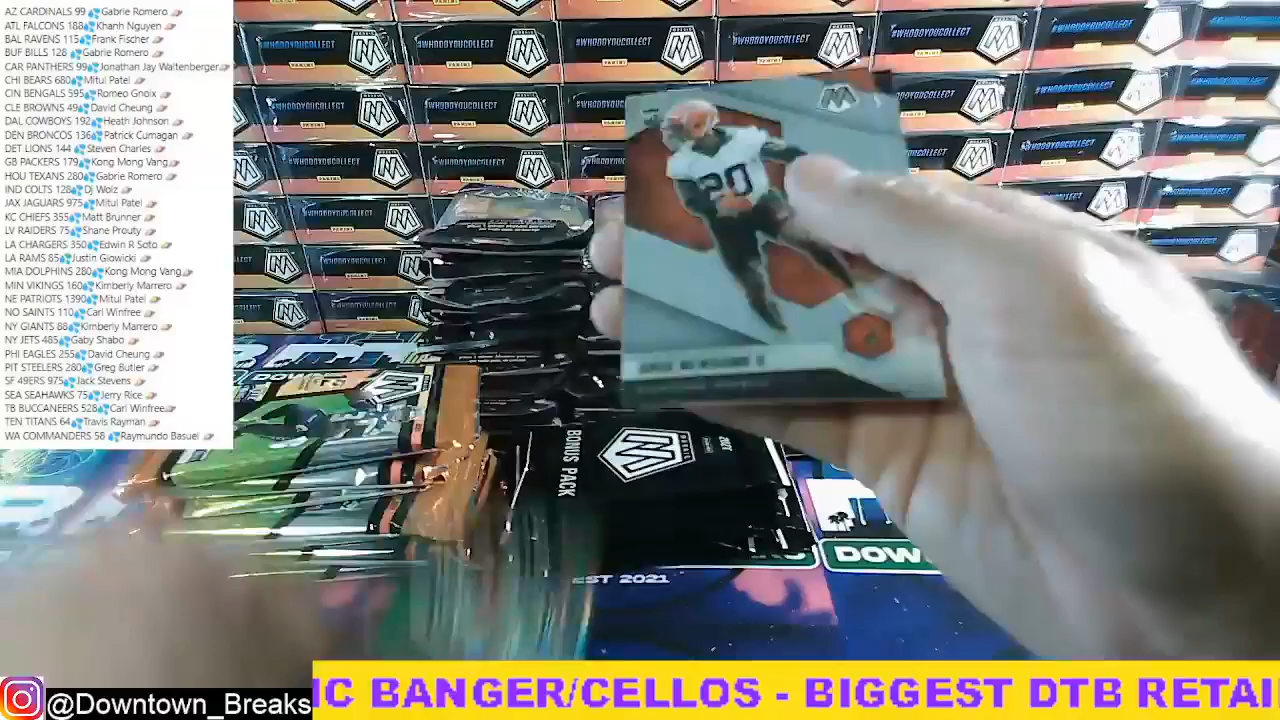 AZ CARDINALS 99💦Gabrie Romero🏈
ATL FALCONS 188💦Khanh Nguyen🏈
BAL RAVENS 115💦Frank Fischer🏈
BUF BILLS 128💦Gabrie Romero🏈
CAR PANTHERS 99💦Jonathan Jay Waltenberger🏈
CHI BEARS 680💦Mitul Patel🏈
CIN BENGALS 595💦Romeo Gnoix🏈
CLE BROWNS 49💦David Cheung🏈
DAL COWBOYS 192💦Heath Johnson🏈
DEN BRONCOS 136💦Patrick Cumagan🏈
DET LIONS 144💦Steven Charles🏈
GB PACKERS 179💦Kong Mong Vang🏈
HOU TEXANS 280💦Gabrie Romero🏈
IND COLTS 128💦DJ Wolz🏈
JAX JAGUARS 975💦Mitul Patel🏈
KC CHIEFS 355💦Matt Brunner🏈
LV RAIDERS 75💦Shane Prouty🏈
LA CHARGERS 350💦Edwin R Soto🏈
LA RAMS 85💦Justin Glowicki🏈
MIA DOLPHINS 280💦Kong Mong Vang🏈
MIN VIKINGS 160💦Kimberly Marrero🏈
NE PATRIOTS 1390💦Mitul Patel🏈
NO SAINTS 110💦Carl Winfree🏈
NY GIANTS 88💦Kimberly Marrero🏈
NY JETS 485💦Gaby Shabo🏈
PHI EAGLES 255💦David Cheung🏈
PIT STEELERS 280💦Greg Butler🏈
SF 49ERS 975💦Jack Stevens🏈
SEA SEAHAWKS 75💦Jerry Rice🏈
TB BUCCANEERS 528💦Carl Winfree🏈
TEN TITANS 64💦Travis Rayman🏈
WA COMMANDERS 58💦Raymundo Basuel🏈
#WHODOYOUCOLLECT
PANINI
20
BONUS PACK
MOSAIC
2021
DOW
EST 2021
@Downtown_Breaks
IC BANGER/CELLOS - BIGGEST DTB RETAI